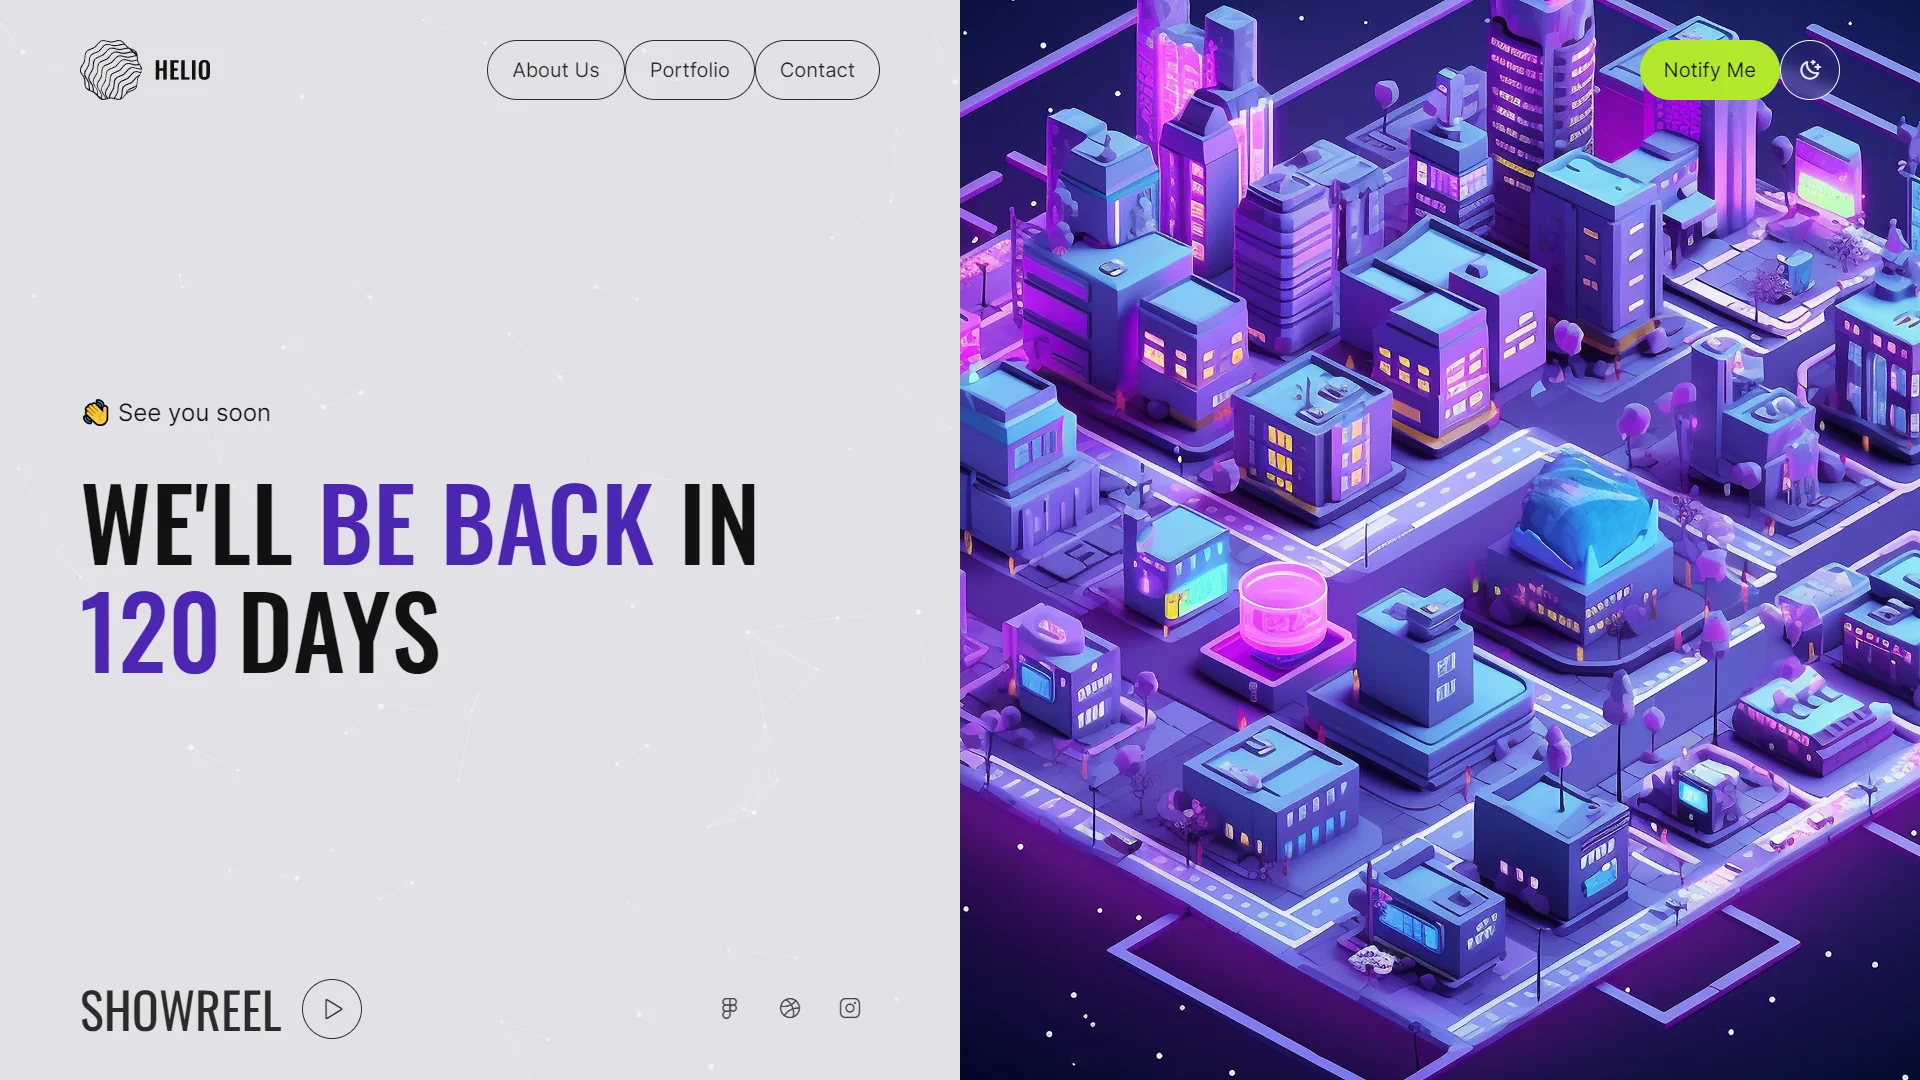 HELIO
About Us
Portfolio
Contact
Notify Me
👋 See you soon
WE'LL BE BACK IN
120 DAYS
SHOWREEL